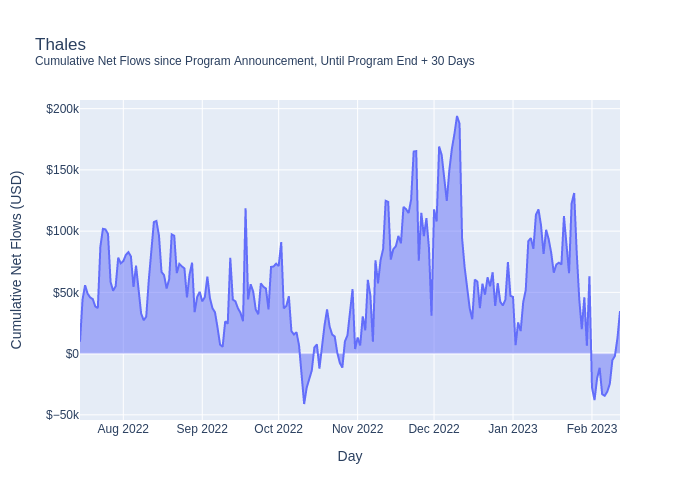 Thales
Cumulative Net Flows since Program Announcement, Until Program End + 30 Days
Cumulative Net Flows (USD)
$200k
$150k
$100k
$50k
$0
$−50k
Aug 2022
Sep 2022
Oct 2022
Nov 2022
Dec 2022
Jan 2023
Feb 2023
Day